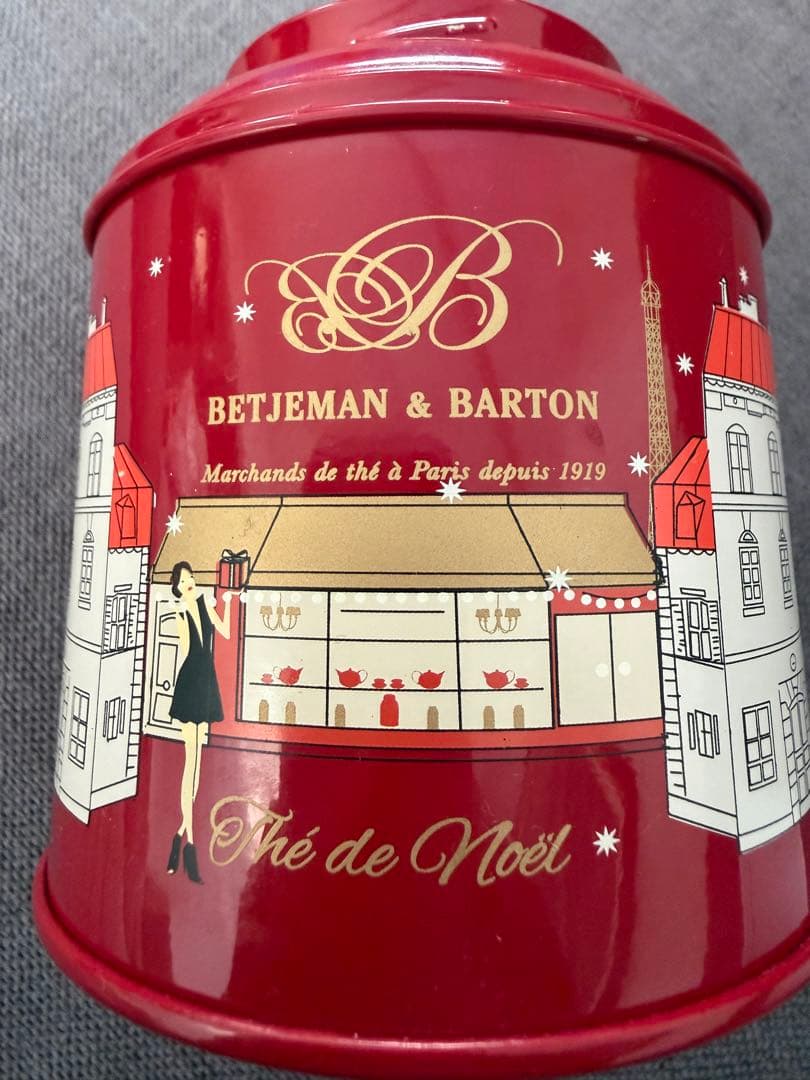 BB
BETJEMAN & BARTON
Marchands de thé à Paris depuis 1919
Thé de Noël